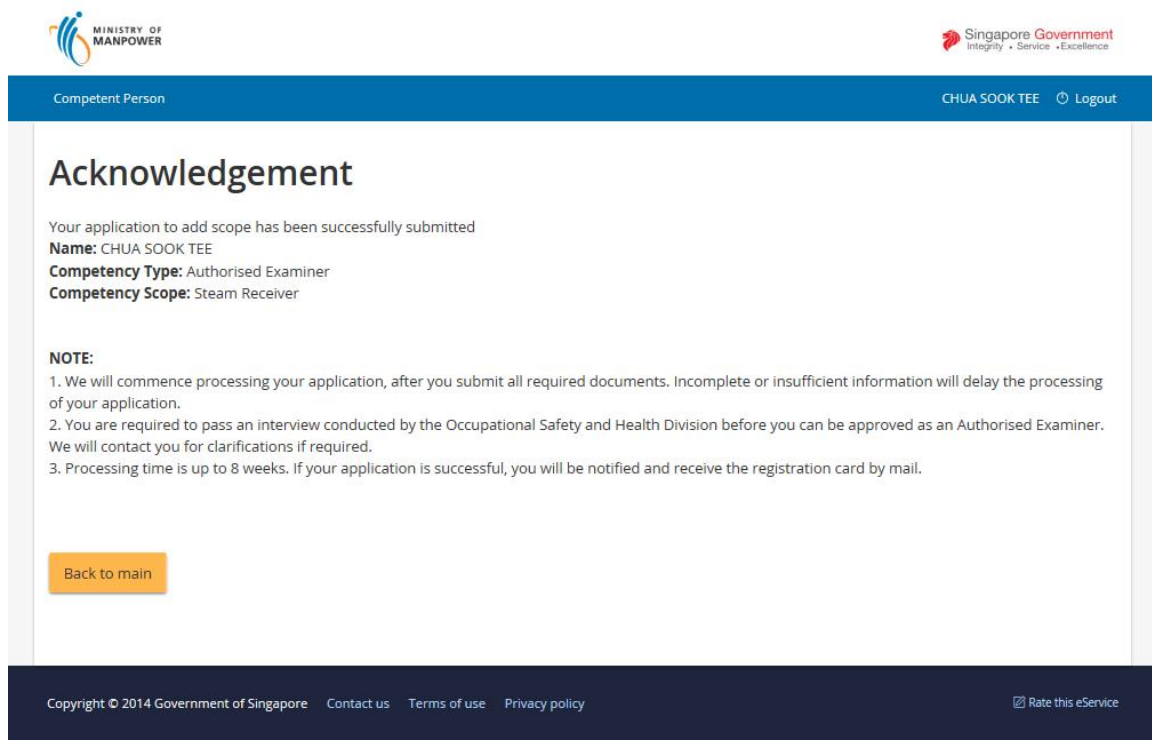 MINISTRY OF
MANPOWER
Singapore Government
Integrity • Service • Excellence
Competent Person
CHUA SOOK TEE
Logout
Acknowledgement
Your application to add scope has been successfully submitted
Name: CHUA SOOK TEE
Competency Type: Authorised Examiner
Competency Scope: Steam Receiver
NOTE:
1. We will commence processing your application, after you submit all required documents. Incomplete or insufficient information will delay the processing
of your application.
2. You are required to pass an interview conducted by the Occupational Safety and Health Division before you can be approved as an Authorised Examiner.
We will contact you for clarifications if required.
3. Processing time is up to 8 weeks. If your application is successful, you will be notified and receive the registration card by mail.
Back to main
Copyright © 2014 Government of Singapore Contact us Terms of use Privacy policy
Rate this eService